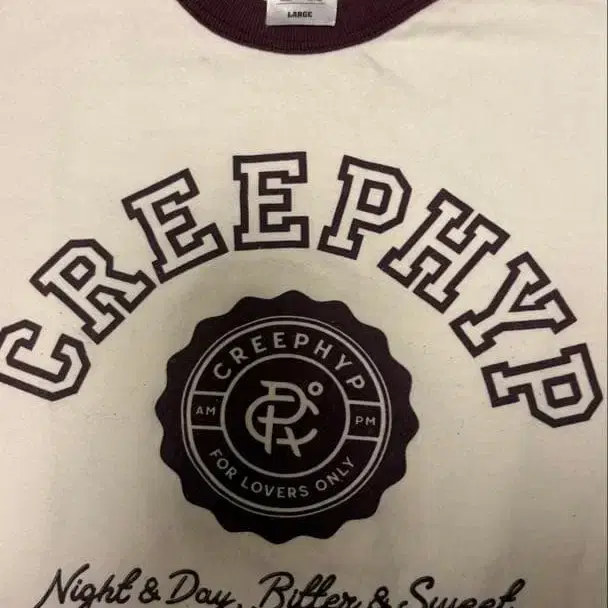 LARGE
CREEPHYP
CREEPHYP
AM
PM
FOR LOVERS ONLY
Night & Day, Bitter & Sweet